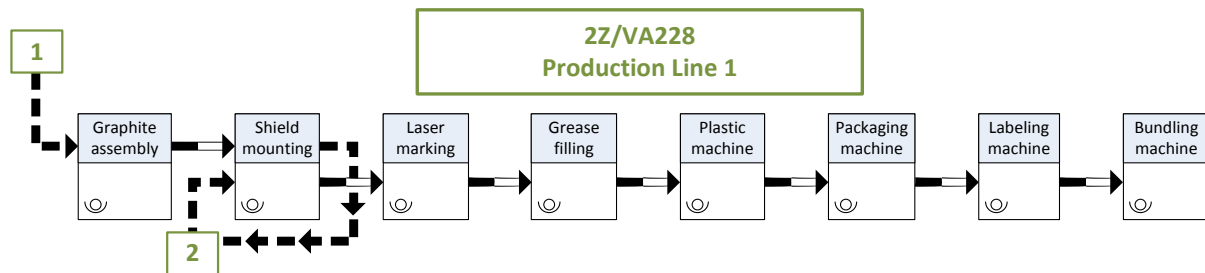 2Z/VA228
Production Line 1
1
Graphite
assembly
Shield
mounting
Laser
marking
Grease
filling
Plastic
machine
Packaging
machine
Labeling
machine
Bundling
machine
2